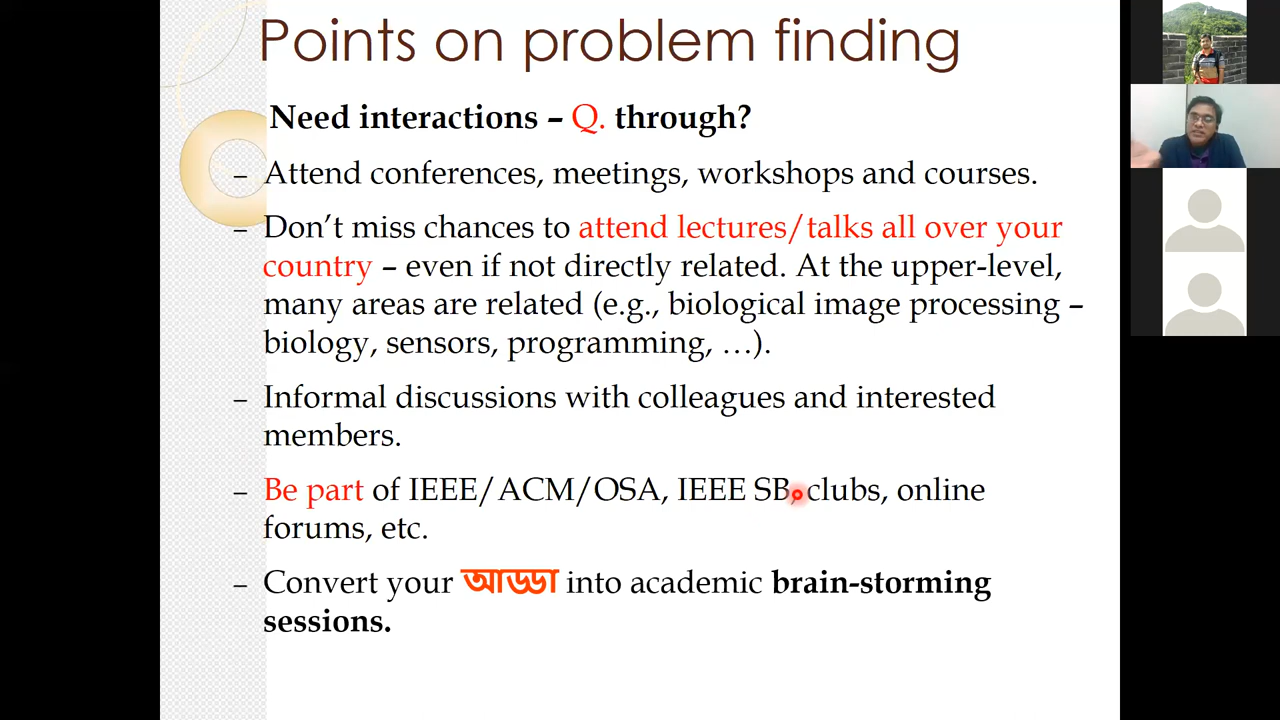 Points on problem finding
Need interactions – Q. through?
– Attend conferences, meetings, workshops and courses.
– Don’t miss chances to attend lectures/talks all over your
country – even if not directly related. At the upper-level,
many areas are related (e.g., biological image processing –
biology, sensors, programming, …).
– Informal discussions with colleagues and interested
members.
– Be part of IEEE/ACM/OSA, IEEE SB, clubs, online
forums, etc.
– Convert your আড্ডা into academic brain-storming
sessions.